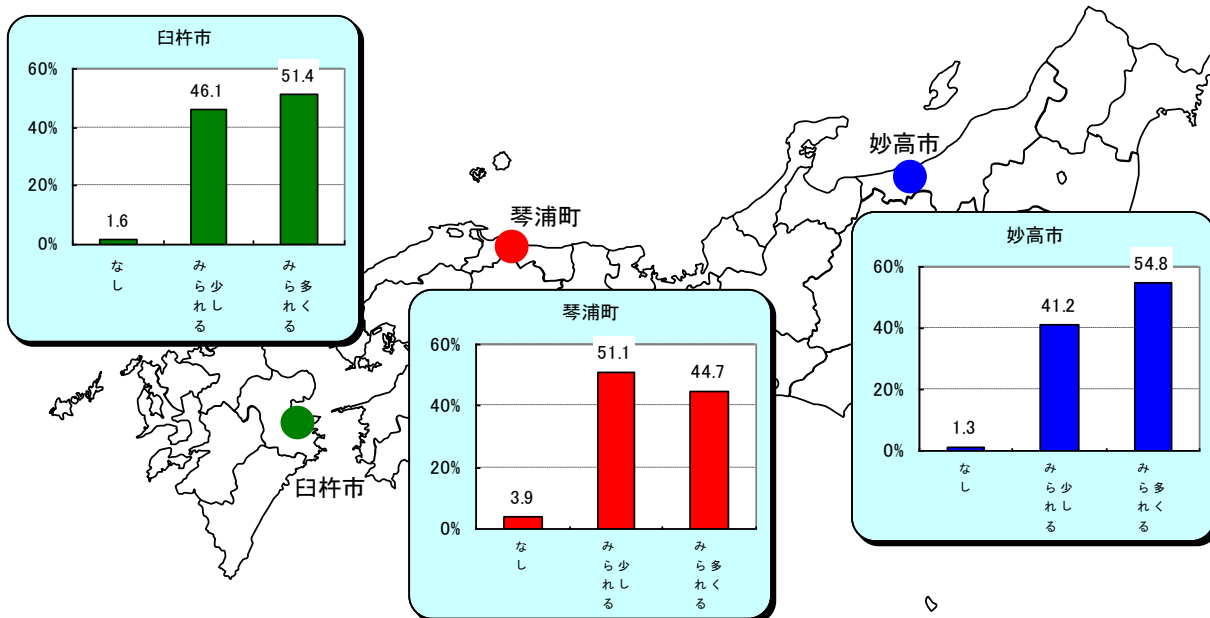 臼杵市
60%
40%
20%
0%
1.6
46.1
51.4
なし
少し
みられる
多く
みられる
妙高市
琴浦町
臼杵市
琴浦町
60%
40%
20%
0%
3.9
51.1
44.7
なし
少し
みられる
多く
みられる
妙高市
60%
40%
20%
0%
1.3
41.2
54.8
なし
少し
みられる
多く
みられる